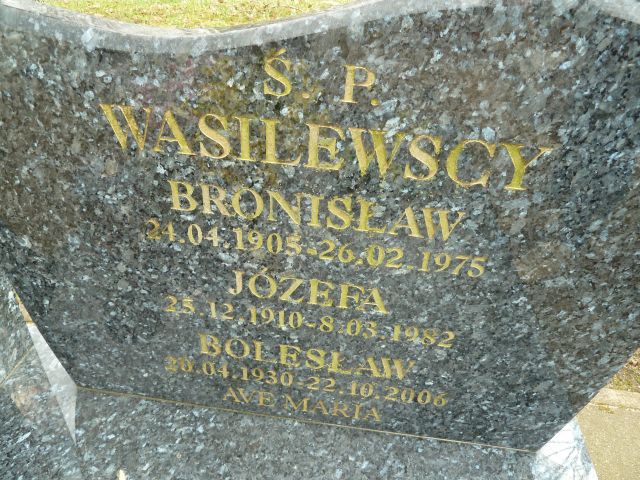 Ś. P.
WASILEWSCY
BRONISŁAW
24.04.1905-26.02.1975
JÓZEFA
25.12.1910-8.03.1982
BOLESŁAW
20.04.1930-22.10.2006
AVE MARIA